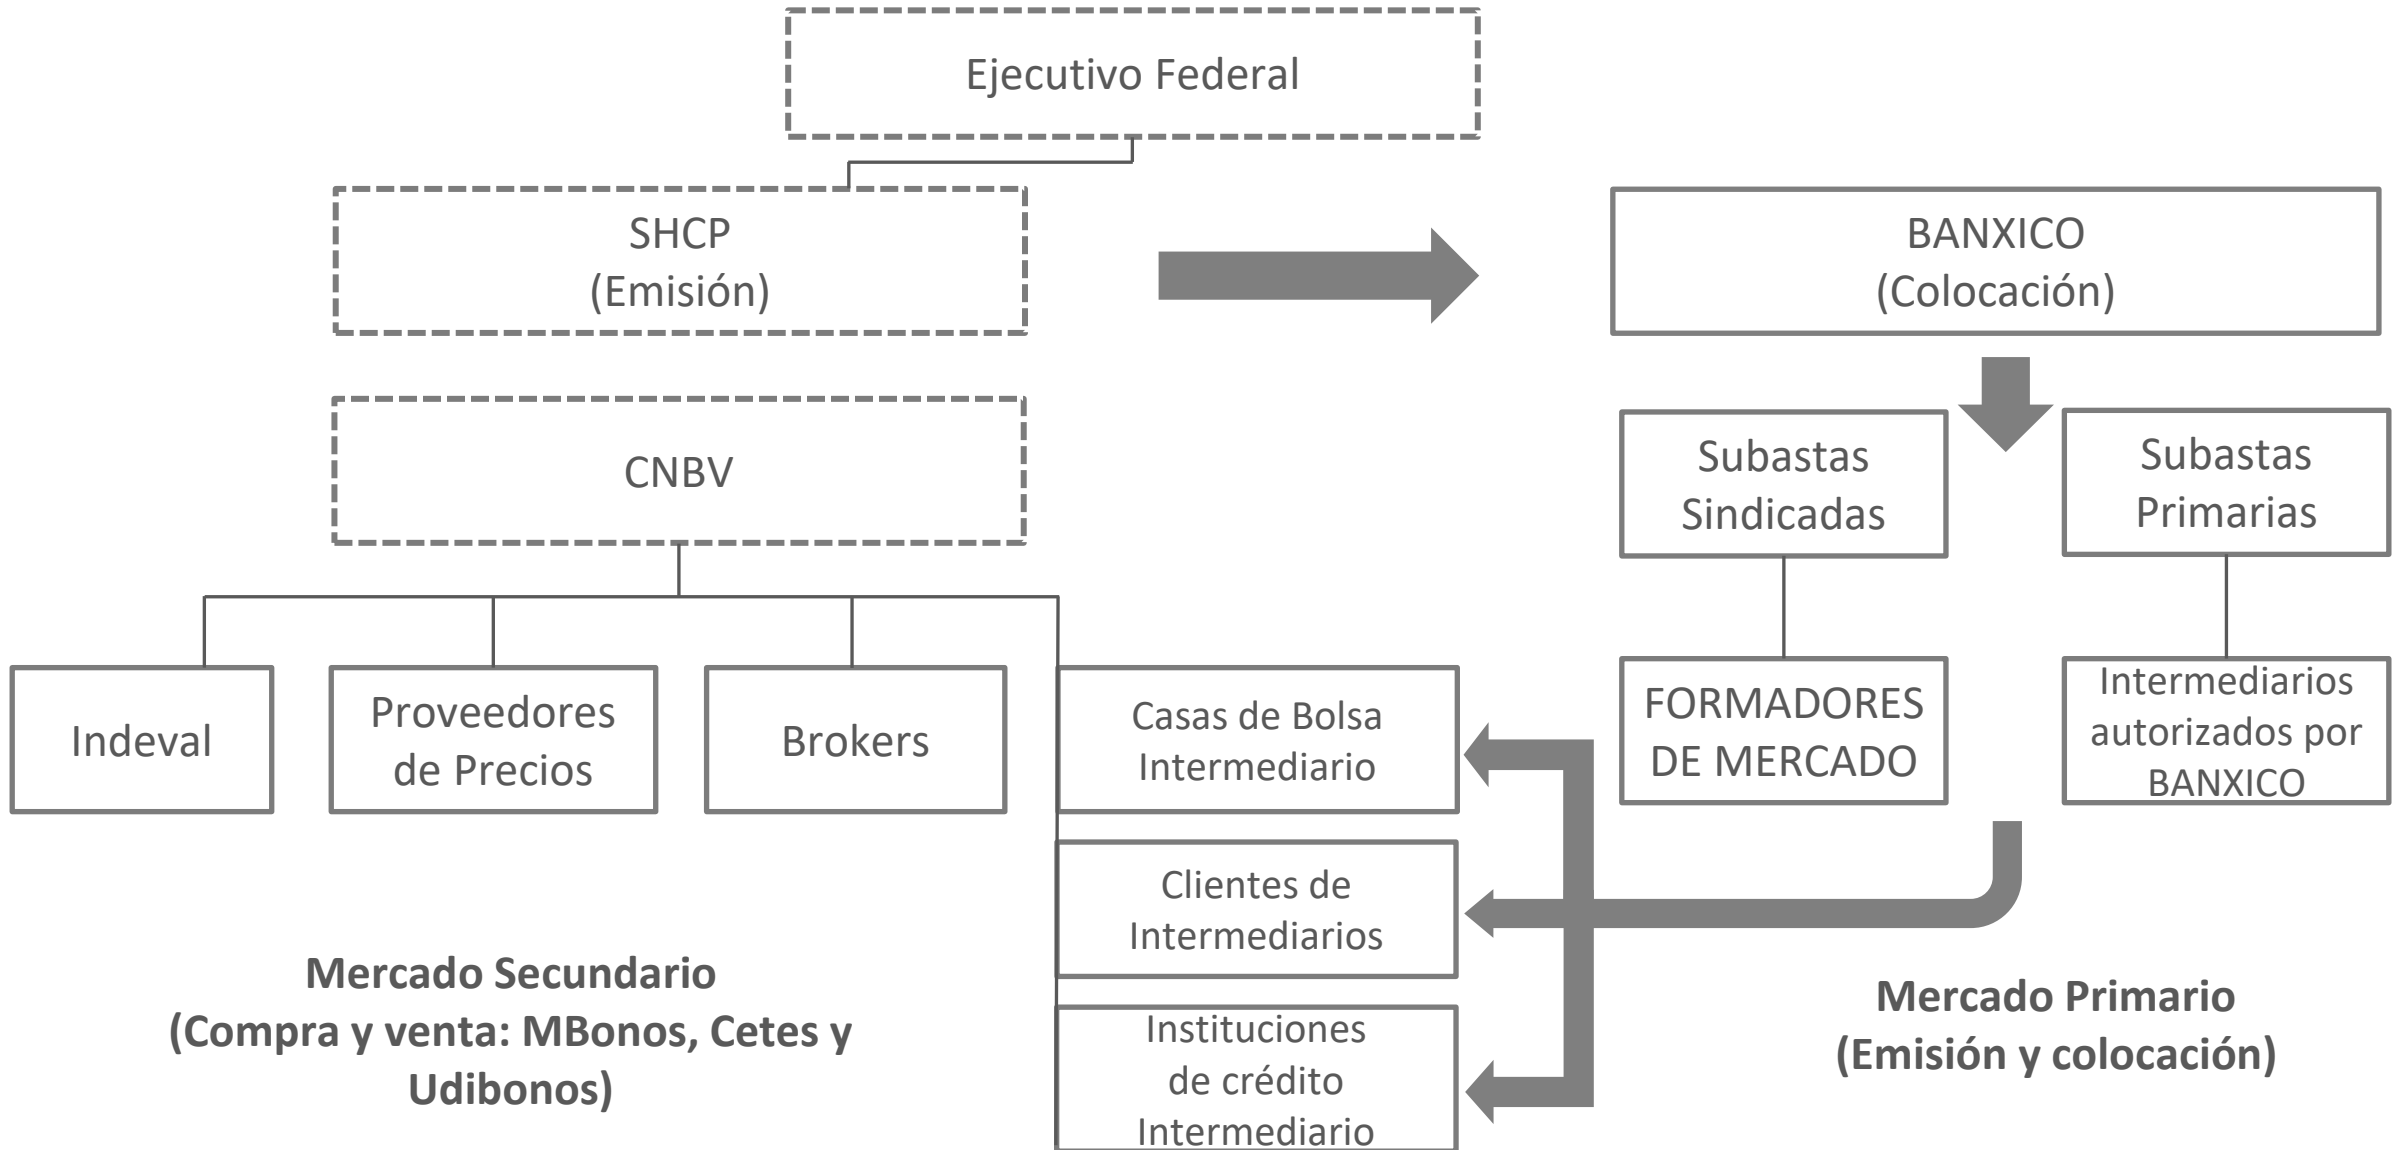 Ejecutivo Federal
SHCP
(Emisión)
BANXICO
(Colocación)
CNBV
Subastas
Sindicadas
Subastas
Primarias
Indeval
Proveedores
de Precios
Brokers
Casas de Bolsa
Intermediario
FORMADORES
DE MERCADO
Intermediarios
autorizados por
BANXICO
Clientes de
Intermediarios
Instituciones
de crédito
Intermediario
Mercado Secundario
(Compra y venta: MBonos, Cetes y
Udibonos)
Mercado Primario
(Emisión y colocación)